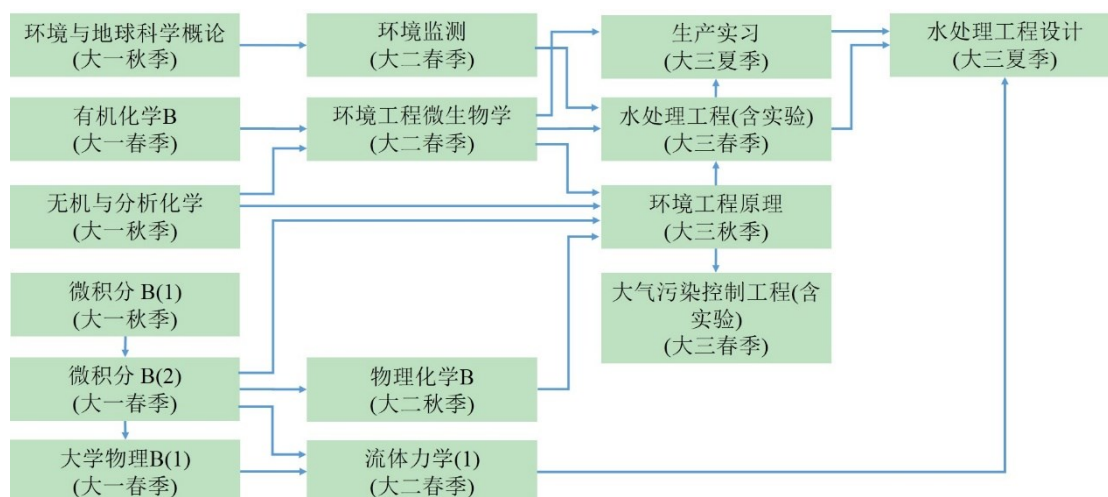 环境与地球科学概论
(大一秋季)
环境监测
(大二春季)
生产实习
(大三夏季)
水处理工程设计
(大三夏季)
有机化学B
(大一春季)
环境工程微生物学
(大二春季)
水处理工程(含实验)
(大三春季)
无机与分析化学
(大一秋季)
环境工程原理
(大三秋季)
微积分 B(1)
(大一秋季)
大气污染控制工程(含
实验)
(大三春季)
微积分 B(2)
(大一春季)
物理化学B
(大二秋季)
大学物理B(1)
(大一春季)
流体力学(1)
(大二春季)